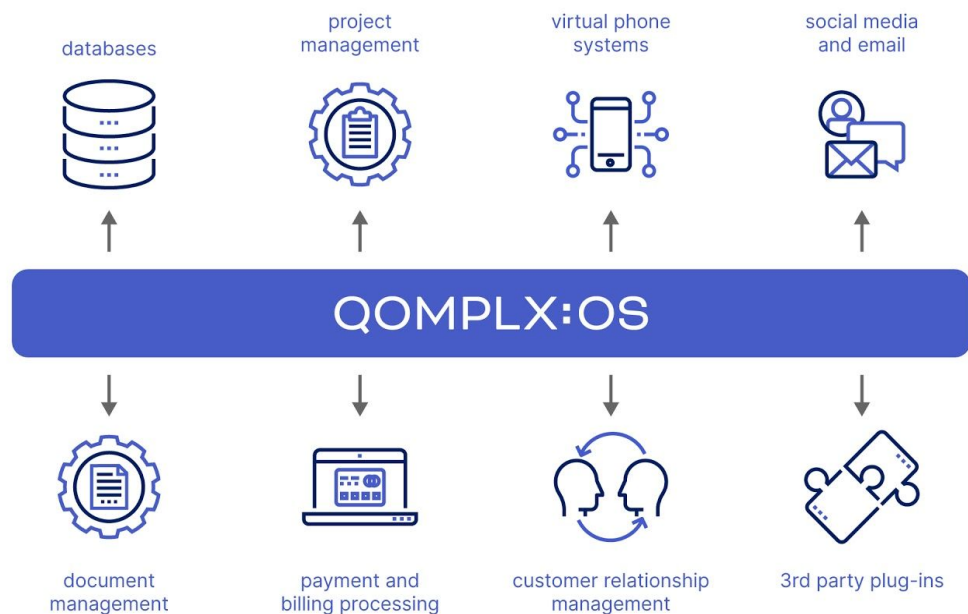 databases
project
management
virtual phone
systems
social media
and email
QOMPLX:OS
document
management
payment and
billing processing
customer relationship
management
3rd party plug-ins